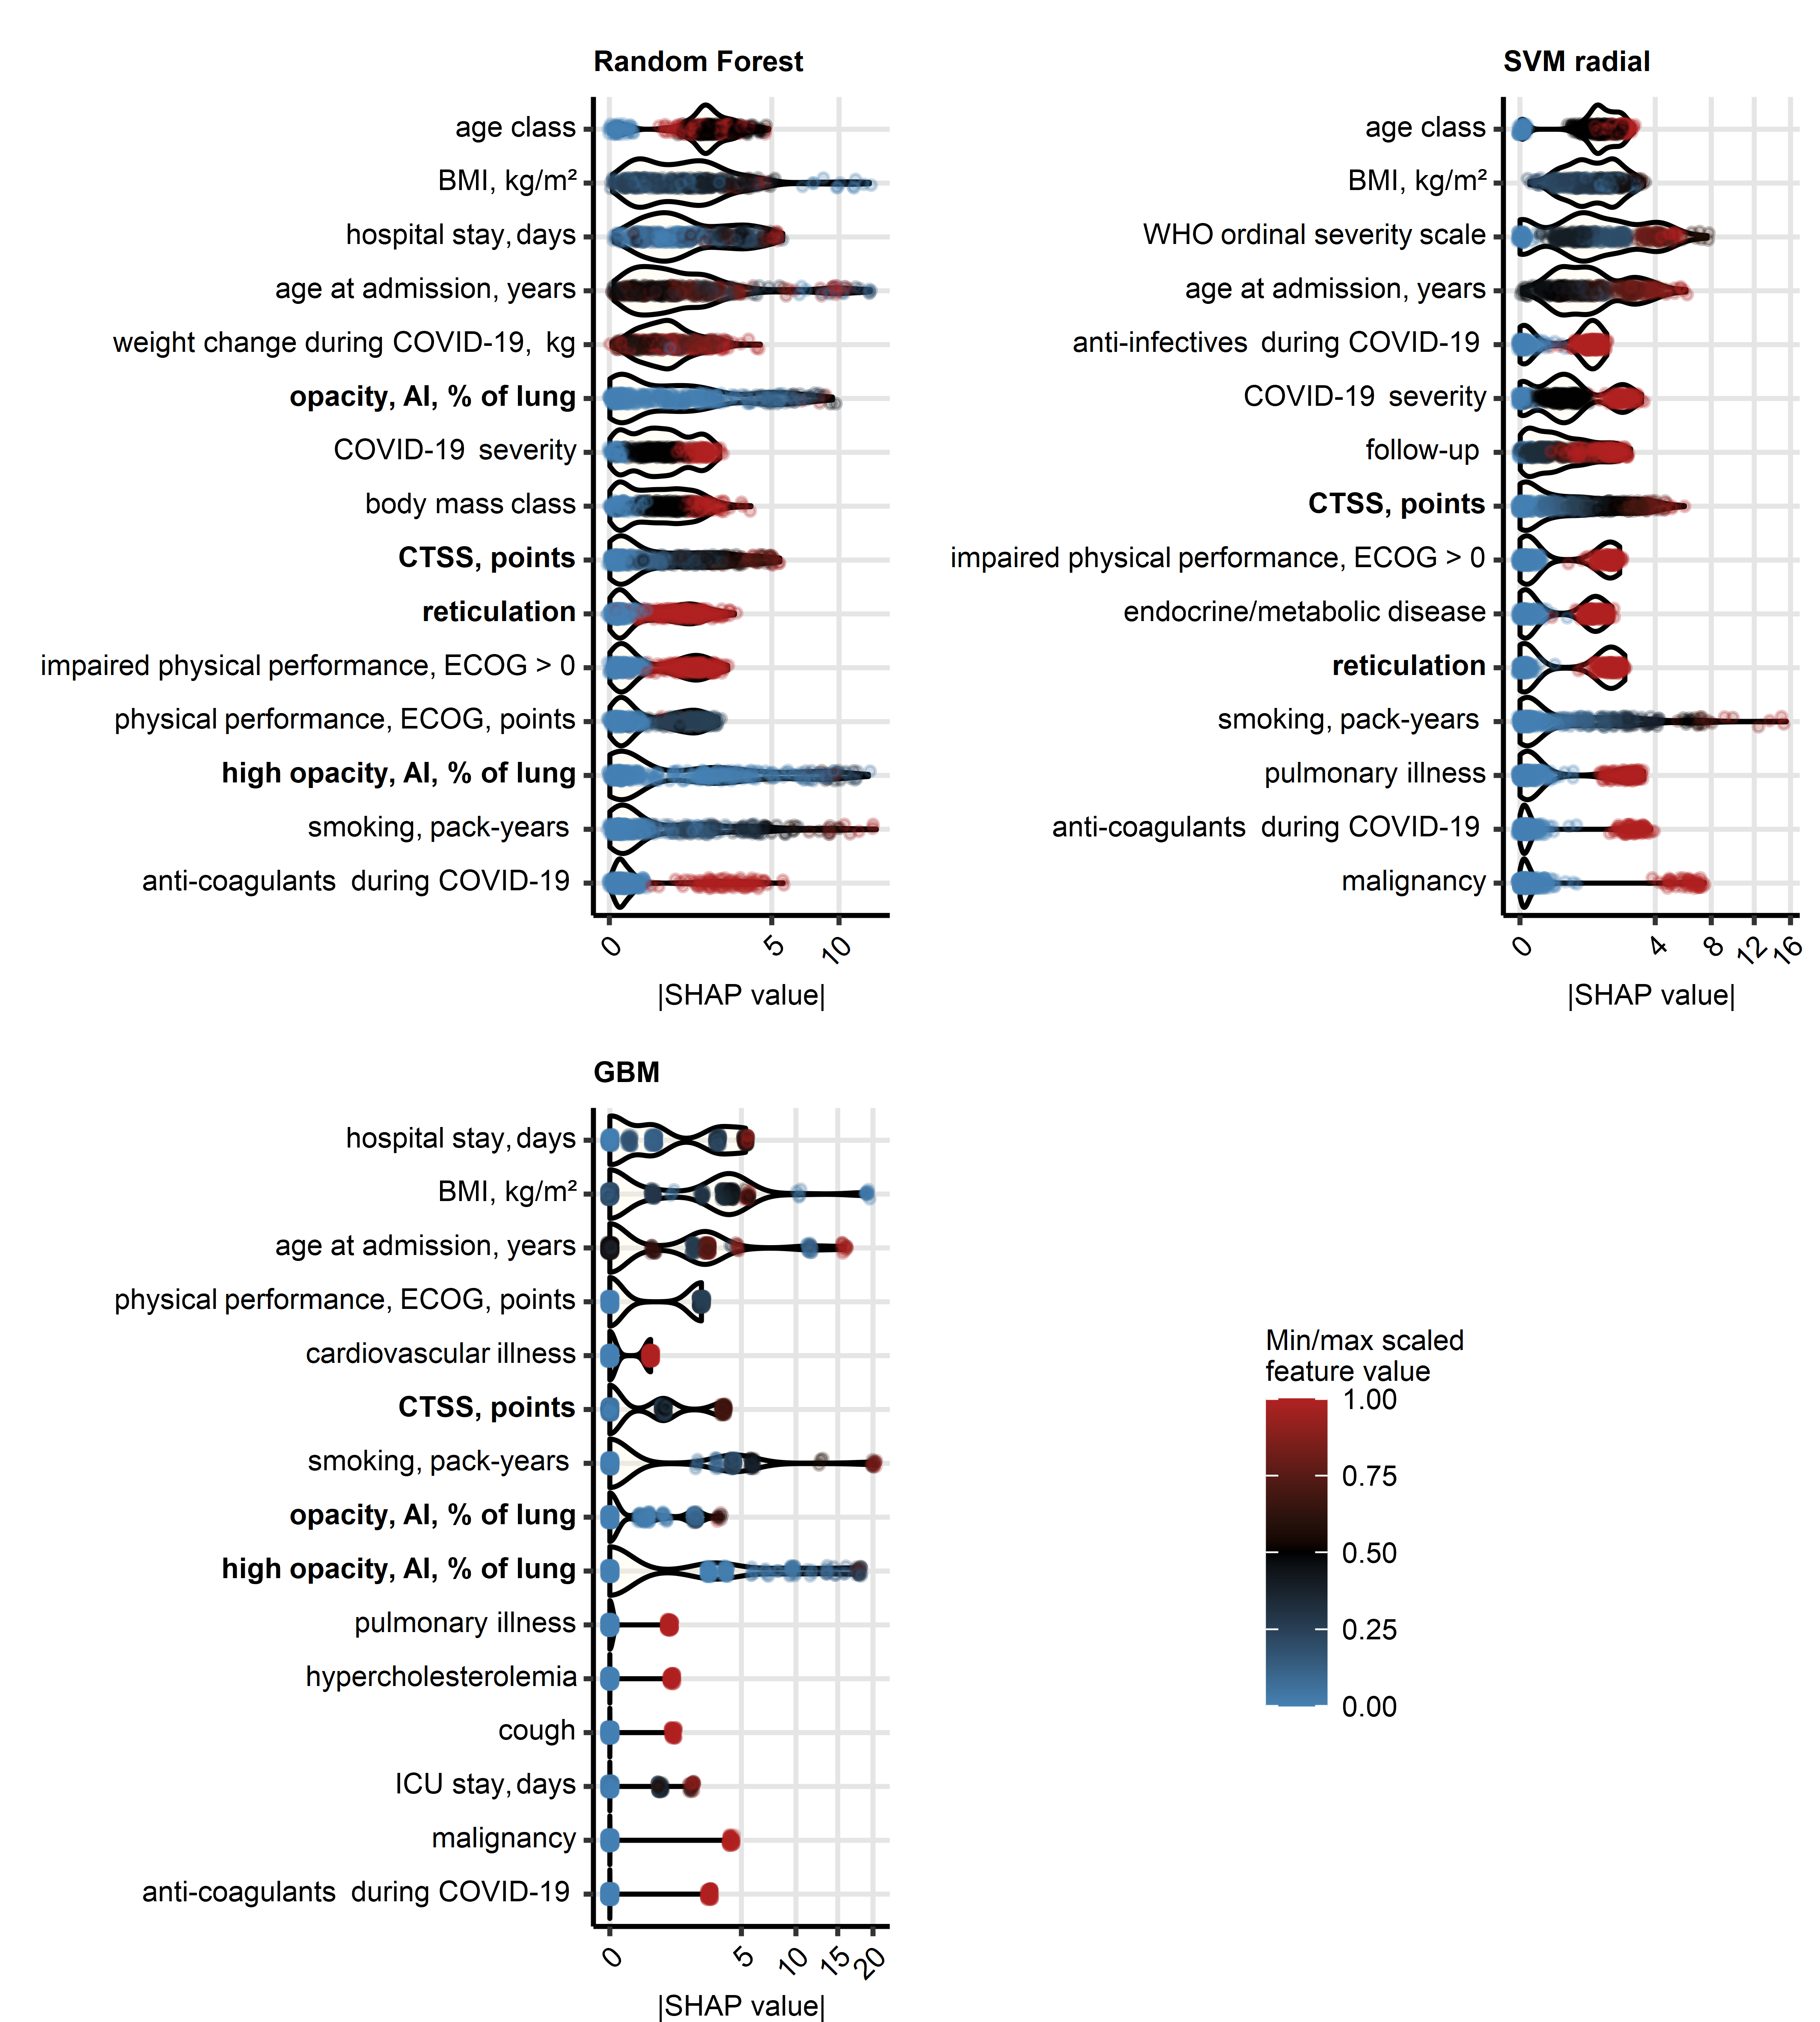 Random Forest
age class
BMI, kg/m²
hospital stay, days
age at admission, years
weight change during COVID-19, kg
opacity, AI, % of lung
COVID-19 severity
body mass class
CTSS, points
reticulation
impaired physical performance, ECOG > 0
physical performance, ECOG, points
high opacity, AI, % of lung
smoking, pack-years
anti-coagulants during COVID-19
0 5 10
|SHAP value|
SVM radial
age class
BMI, kg/m²
WHO ordinal severity scale
age at admission, years
anti-infectives during COVID-19
COVID-19 severity
follow-up
CTSS, points
impaired physical performance, ECOG > 0
endocrine/metabolic disease
reticulation
smoking, pack-years
pulmonary illness
anti-coagulants during COVID-19
malignancy
0 4 8 12 16
|SHAP value|
GBM
hospital stay, days
BMI, kg/m²
age at admission, years
physical performance, ECOG, points
cardiovascular illness
CTSS, points
smoking, pack-years
opacity, AI, % of lung
high opacity, AI, % of lung
pulmonary illness
hypercholesterolemia
cough
ICU stay, days
malignancy
anti-coagulants during COVID-19
0 5 10 15 20
|SHAP value|
Min/max scaled
feature value
1.00
0.75
0.50
0.25
0.00